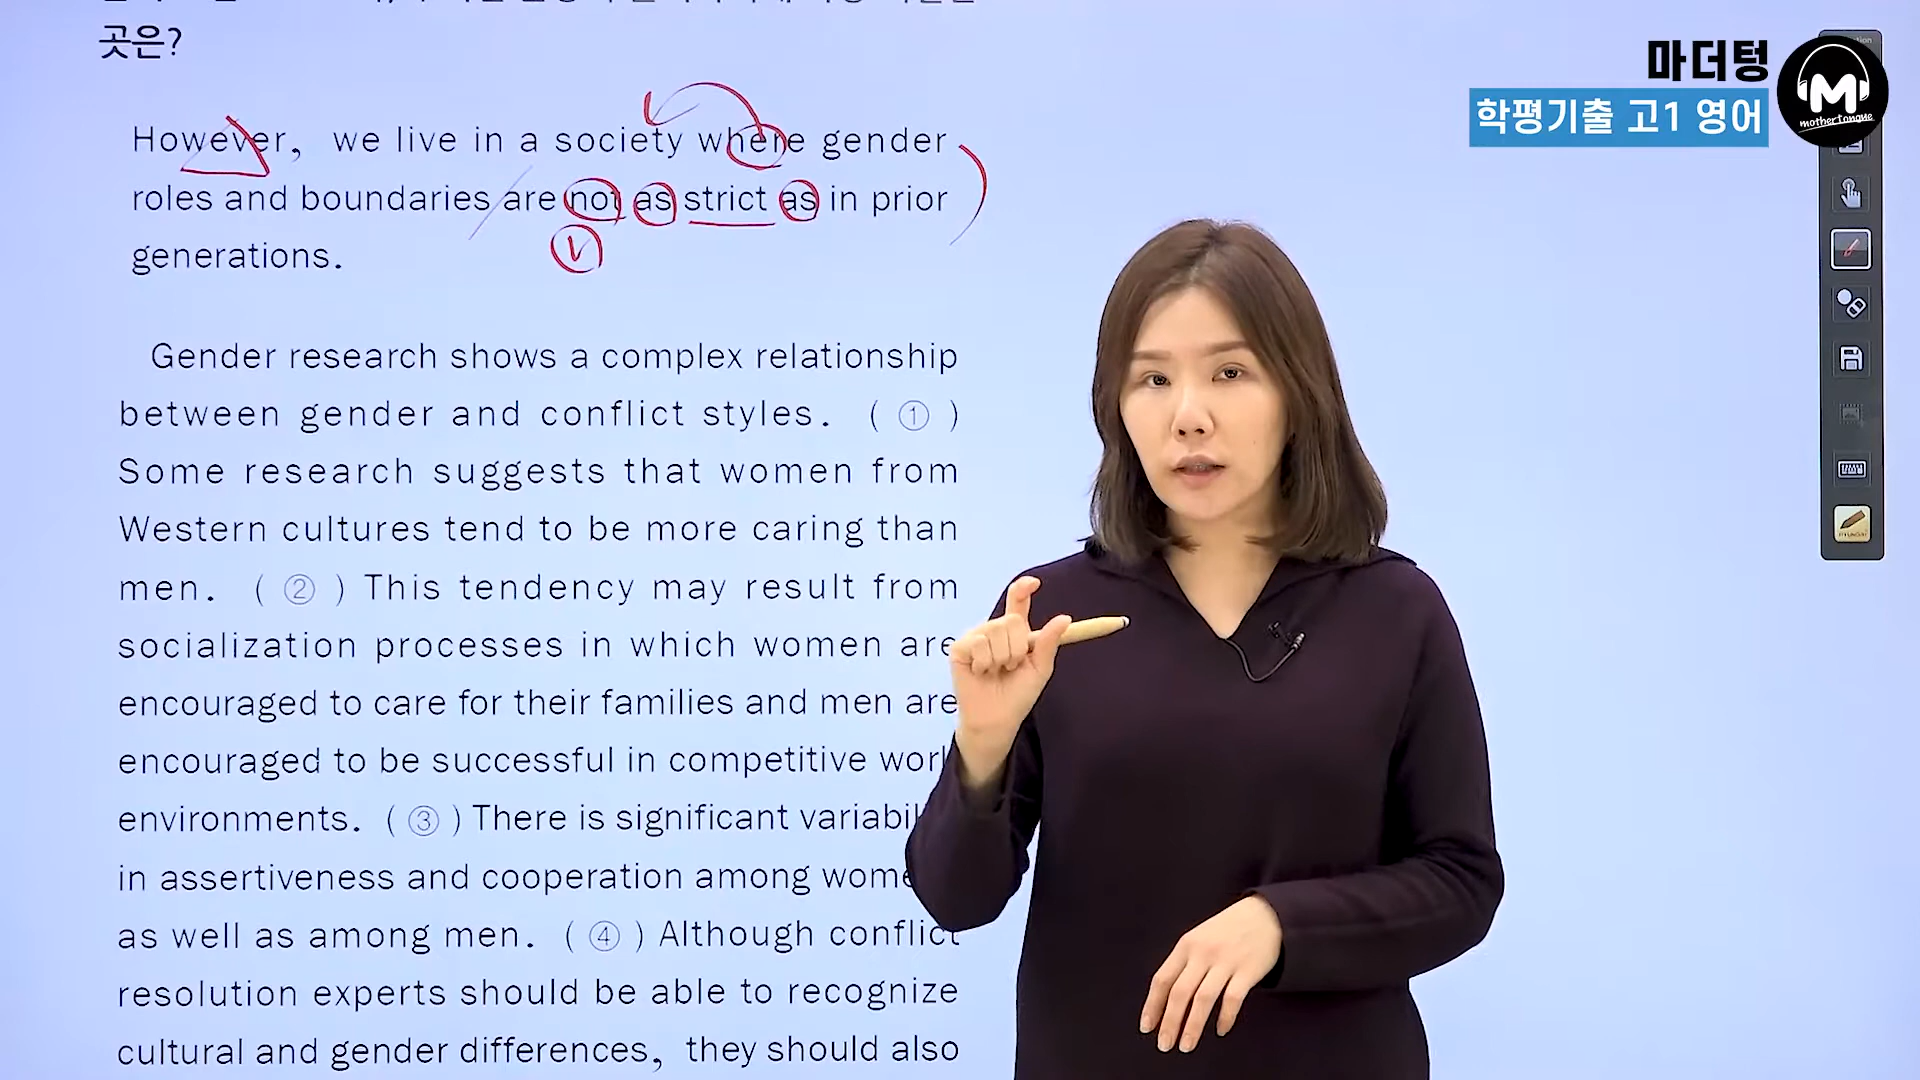 곳은?
However, we live in a society where gender
roles and boundaries are not as strict as in prior
generations.
Gender research shows a complex relationship
between gender and conflict styles. ( ① )
Some research suggests that women from
Western cultures tend to be more caring than
men. ( ② ) This tendency may result from
socialization processes in which women are
encouraged to care for their families and men are
encouraged to be successful in competitive work
environments. ( ③ ) There is significant
in assertiveness and cooperation among
as well as among men. ( ④ ) Although conflict
resolution experts should be able to recognize
cultural and gender differences, they should also
마더텅
학평기출 고1 영어
M
mothertongue